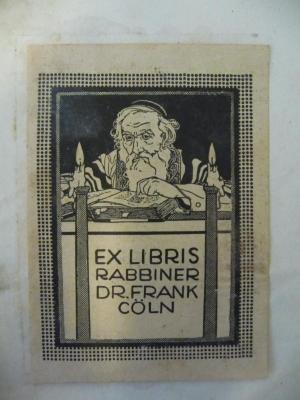 EX LIBRIS
RABBINER
DR. FRANK
CÖLN